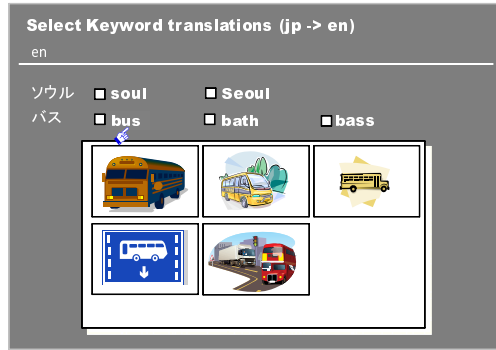 Select Keyword translations (jp -> en)
en
ソウル soul Seoul
バス bus bath bass